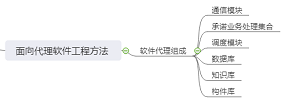 通信模块
承诺业务处理集合
调度模块
面向代理软件工程方法
软件代理组成
数据库
知识库
构件库